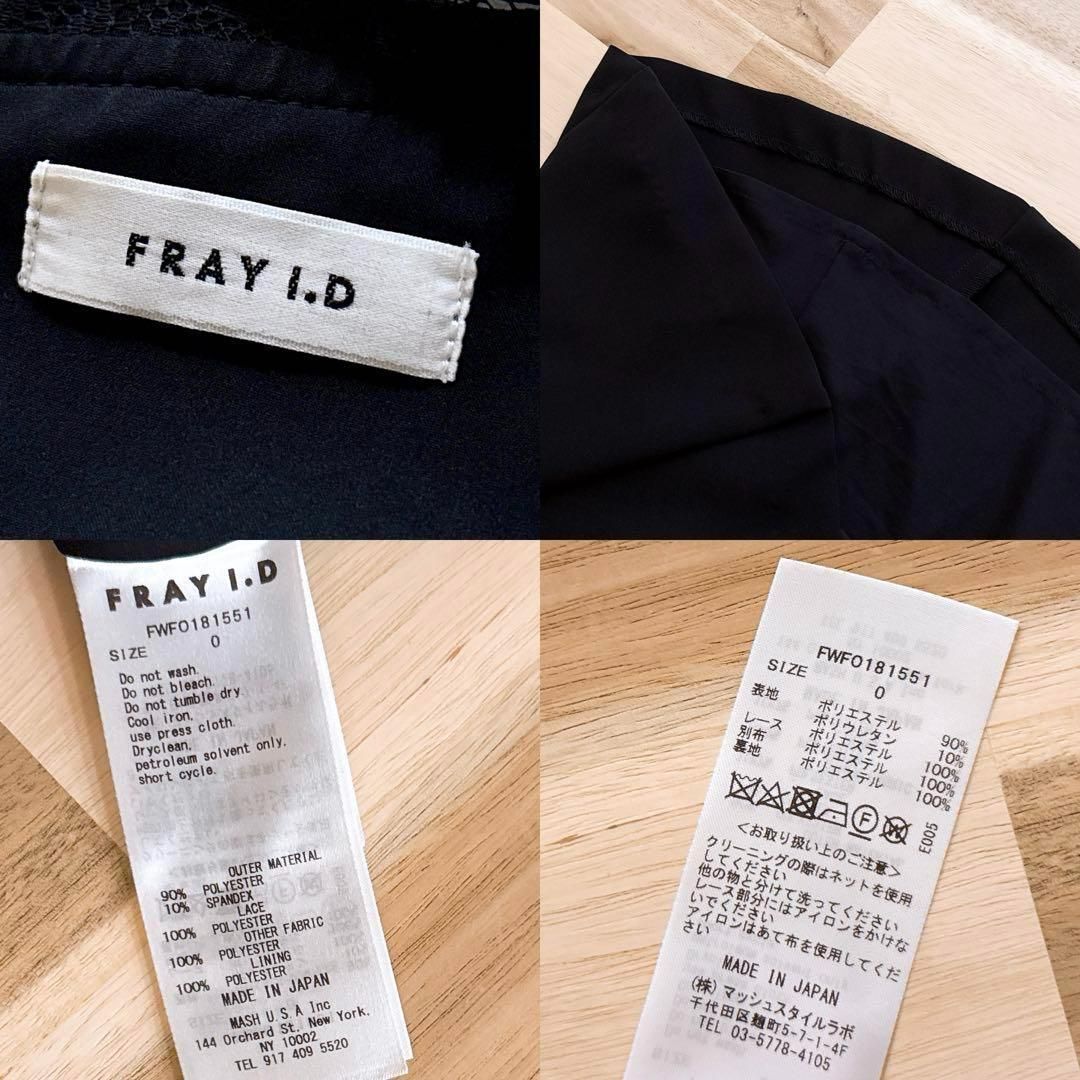 FRAY I.D
FRAY I.D
FWFO181551
SIZE 0
Do not wash.
Do not bleach.
Do not tumble dry.
Cool iron.
use press cloth.
Dryclean.
petroleum solvent only.
short cycle.
OUTER MATERIAL
90% POLYESTER
10% SPANDEX
LACE
100% POLYESTER
OTHER FABRIC
100% POLYESTER
LINING
100% POLYESTER
MADE IN JAPAN
MASH U.S.A Inc
144 Orchard St. New York.
NY 10002
TEL 917 409 5520
FWFO181551
SIZE 0
表地 ポリエステル 90%
ポリウレタン 10%
レース ポリエステル 100%
別布 ポリエステル 100%
裏地 ポリエステル 100%
E005
<お取り扱い上のご注意>
クリーニングの際はネットを使用
してください
他の物と分けて洗ってください
レース部分にはアイロンをかけな
いでください
アイロンはあて布を使用してくだ
さい
MADE IN JAPAN
(株)マッシュスタイルラボ
千代田区麹町5-7-1-4F
TEL 03-5778-4105